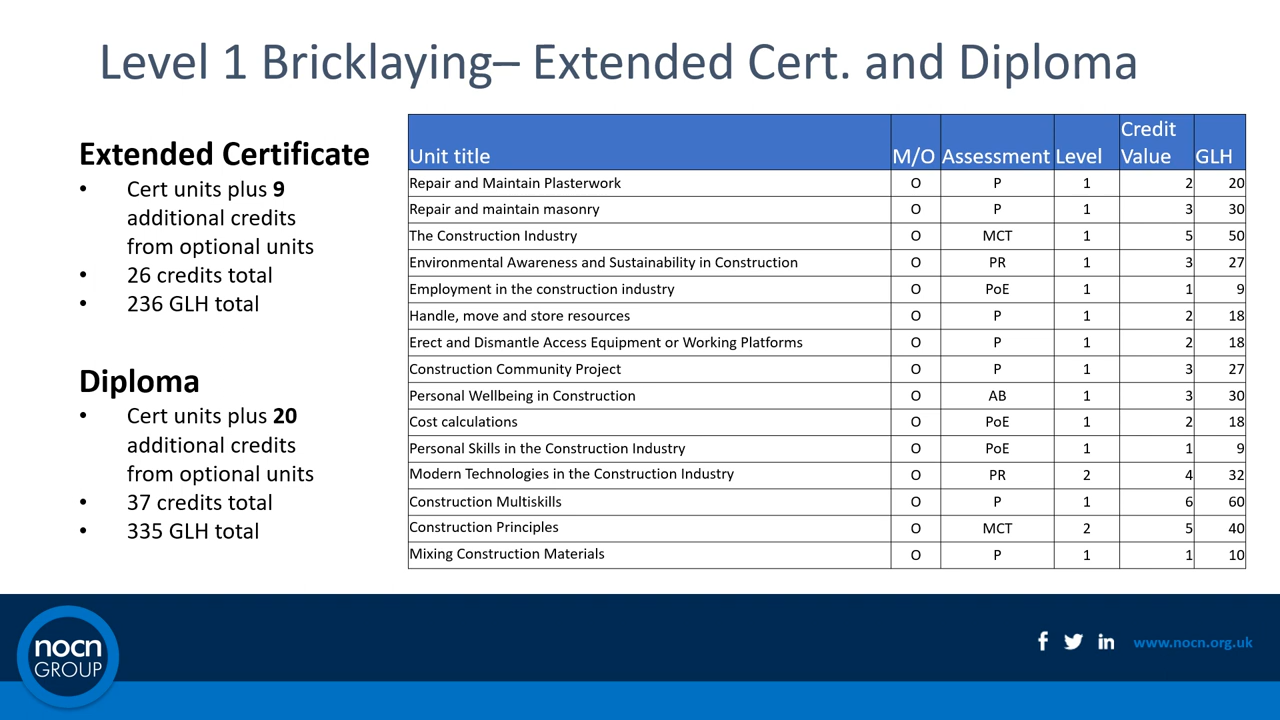 Level 1 Bricklaying– Extended Cert. and Diploma
Extended Certificate
• Cert units plus 9
additional credits
from optional units
• 26 credits total
• 236 GLH total
Diploma
• Cert units plus 20
additional credits
from optional units
• 37 credits total
• 335 GLH total
Unit title M/O Assessment Level Credit Value GLH
Repair and Maintain Plasterwork O P 1 2 20
Repair and maintain masonry O P 1 3 30
The Construction Industry O MCT 1 5 50
Environmental Awareness and Sustainability in Construction O PR 1 3 27
Employment in the construction industry O PoE 1 1 9
Handle, move and store resources O P 1 2 18
Erect and Dismantle Access Equipment or Working Platforms O P 1 2 18
Construction Community Project O P 1 3 27
Personal Wellbeing in Construction O AB 1 3 30
Cost calculations O PoE 1 2 18
Personal Skills in the Construction Industry O PoE 1 1 9
Modern Technologies in the Construction Industry O PR 2 4 32
Construction Multiskills O P 1 6 60
Construction Principles O MCT 2 5 40
Mixing Construction Materials O P 1 1 10
nocn
GROUP
www.nocn.org.uk